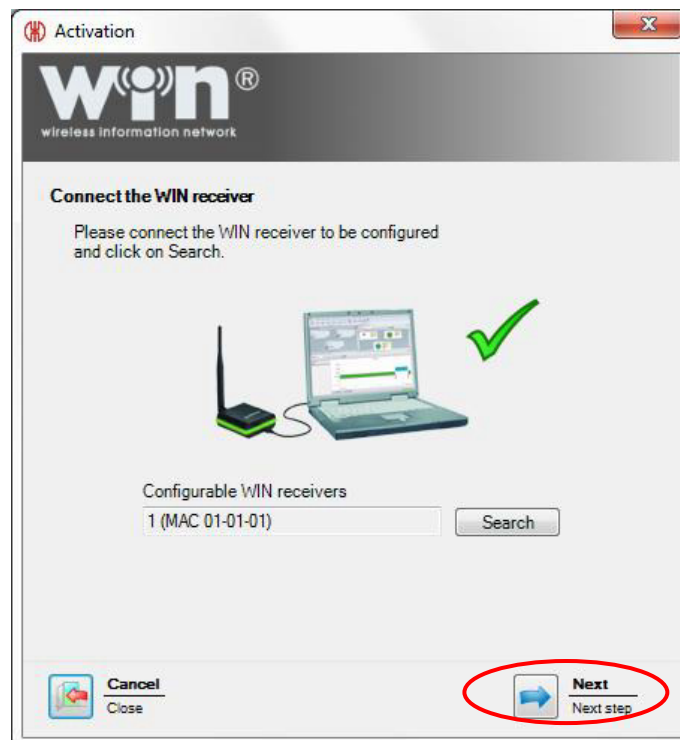 Activation
WIN®
wireless information network
Connect the WIN receiver
Please connect the WIN receiver to be configured
and click on Search.
Configurable WIN receivers
1 (MAC 01-01-01)
Search
Cancel
Close
Next
Next step